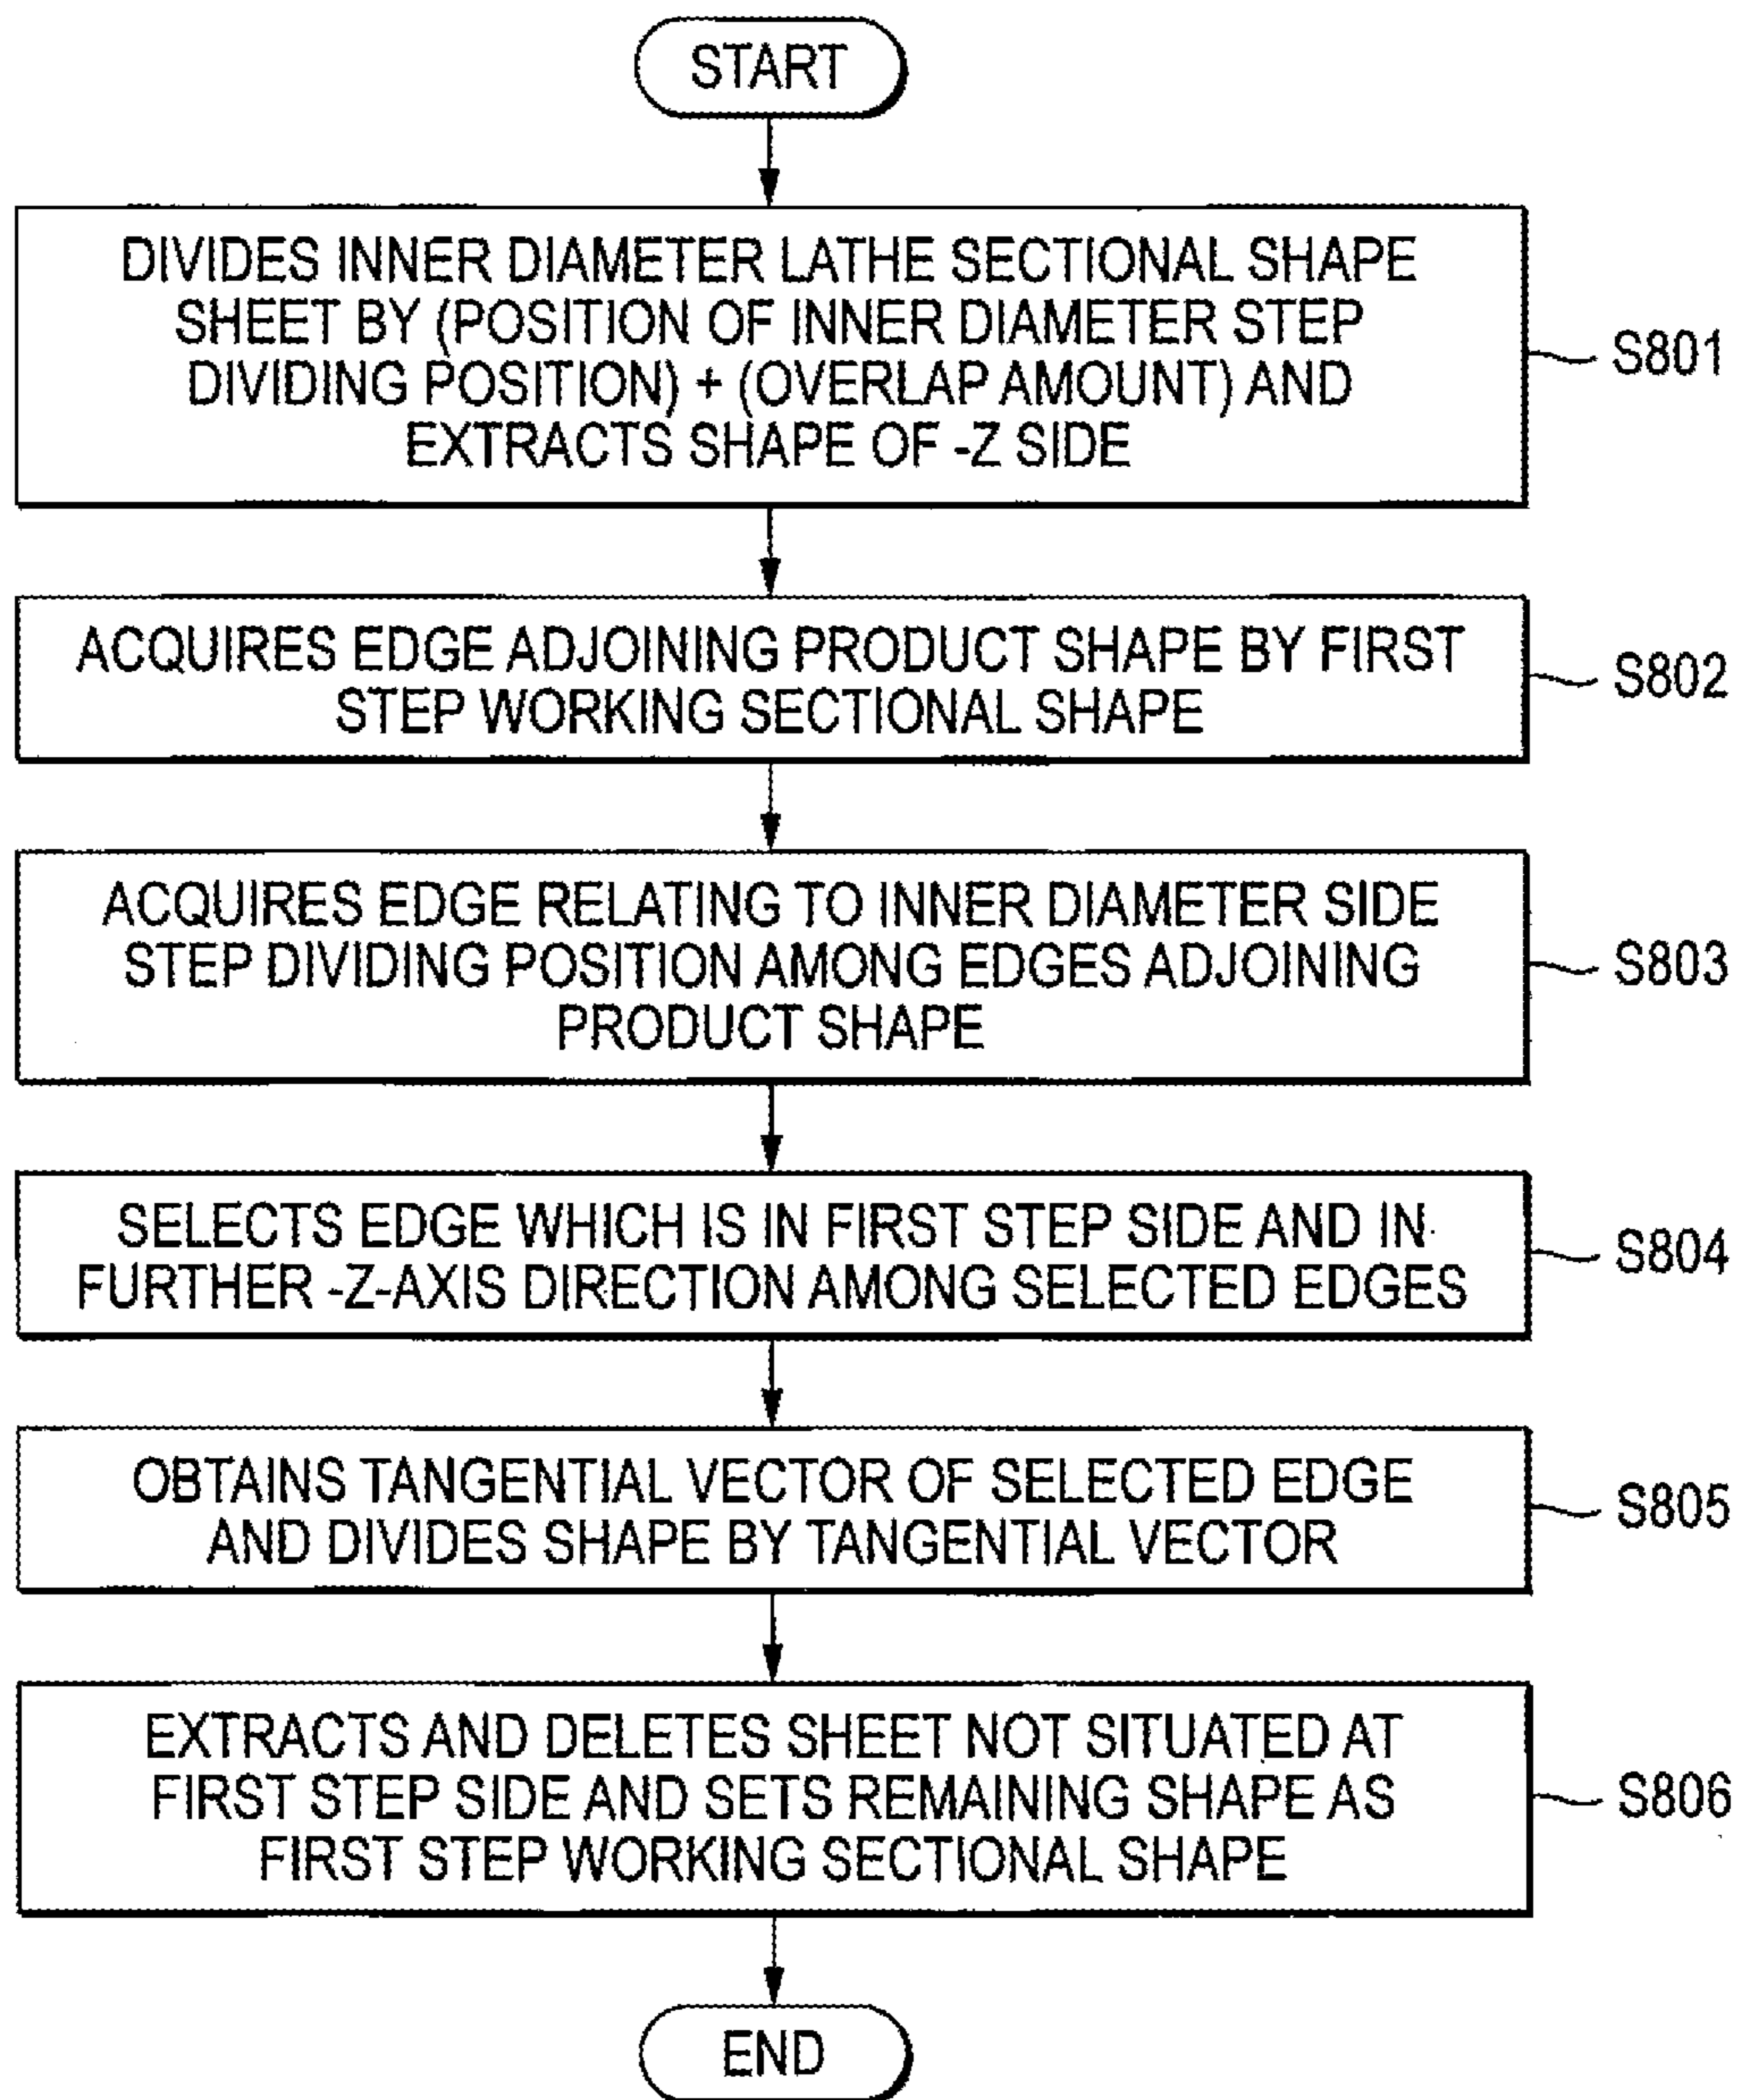 START
DIVIDES INNER DIAMETER LATHE SECTIONAL SHAPE
SHEET BY (POSITION OF INNER DIAMETER STEP
DIVIDING POSITION) + (OVERLAP AMOUNT) AND
EXTRACTS SHAPE OF -Z SIDE
S801
ACQUIRES EDGE ADJOINING PRODUCT SHAPE BY FIRST
STEP WORKING SECTIONAL SHAPE
S802
ACQUIRES EDGE RELATING TO INNER DIAMETER SIDE
STEP DIVIDING POSITION AMONG EDGES ADJOINING
PRODUCT SHAPE
S803
SELECTS EDGE WHICH IS IN FIRST STEP SIDE AND IN
FURTHER -Z-AXIS DIRECTION AMONG SELECTED EDGES
S804
OBTAINS TANGENTIAL VECTOR OF SELECTED EDGE
AND DIVIDES SHAPE BY TANGENTIAL VECTOR
S805
EXTRACTS AND DELETES SHEET NOT SITUATED AT
FIRST STEP SIDE AND SETS REMAINING SHAPE AS
FIRST STEP WORKING SECTIONAL SHAPE
S806
END